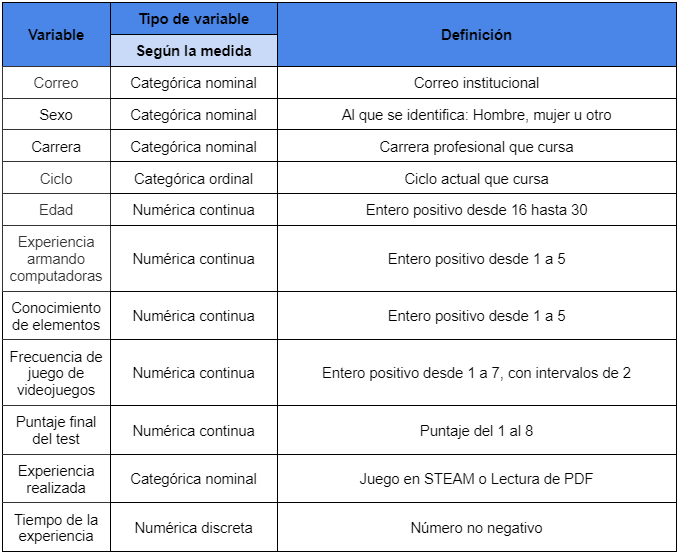 Variable
Tipo de variable
Definición
Según la medida
Correo
Categórica nominal
Correo institucional
Sexo
Categórica nominal
Al que se identifica: Hombre, mujer u otro
Carrera
Categórica nominal
Carrera profesional que cursa
Ciclo
Categórica ordinal
Ciclo actual que cursa
Edad
Numérica continua
Entero positivo desde 16 hasta 30
Experiencia
armando
computadoras
Numérica continua
Entero positivo desde 1 a 5
Conocimiento
de elementos
Numérica continua
Entero positivo desde 1 a 5
Frecuencia de
juego de
videojuegos
Numérica continua
Entero positivo desde 1 a 7, con intervalos de 2
Puntaje final
del test
Numérica continua
Puntaje del 1 al 8
Experiencia
realizada
Categórica nominal
Juego en STEAM o Lectura de PDF
Tiempo de la
experiencia
Numérica discreta
Número no negativo